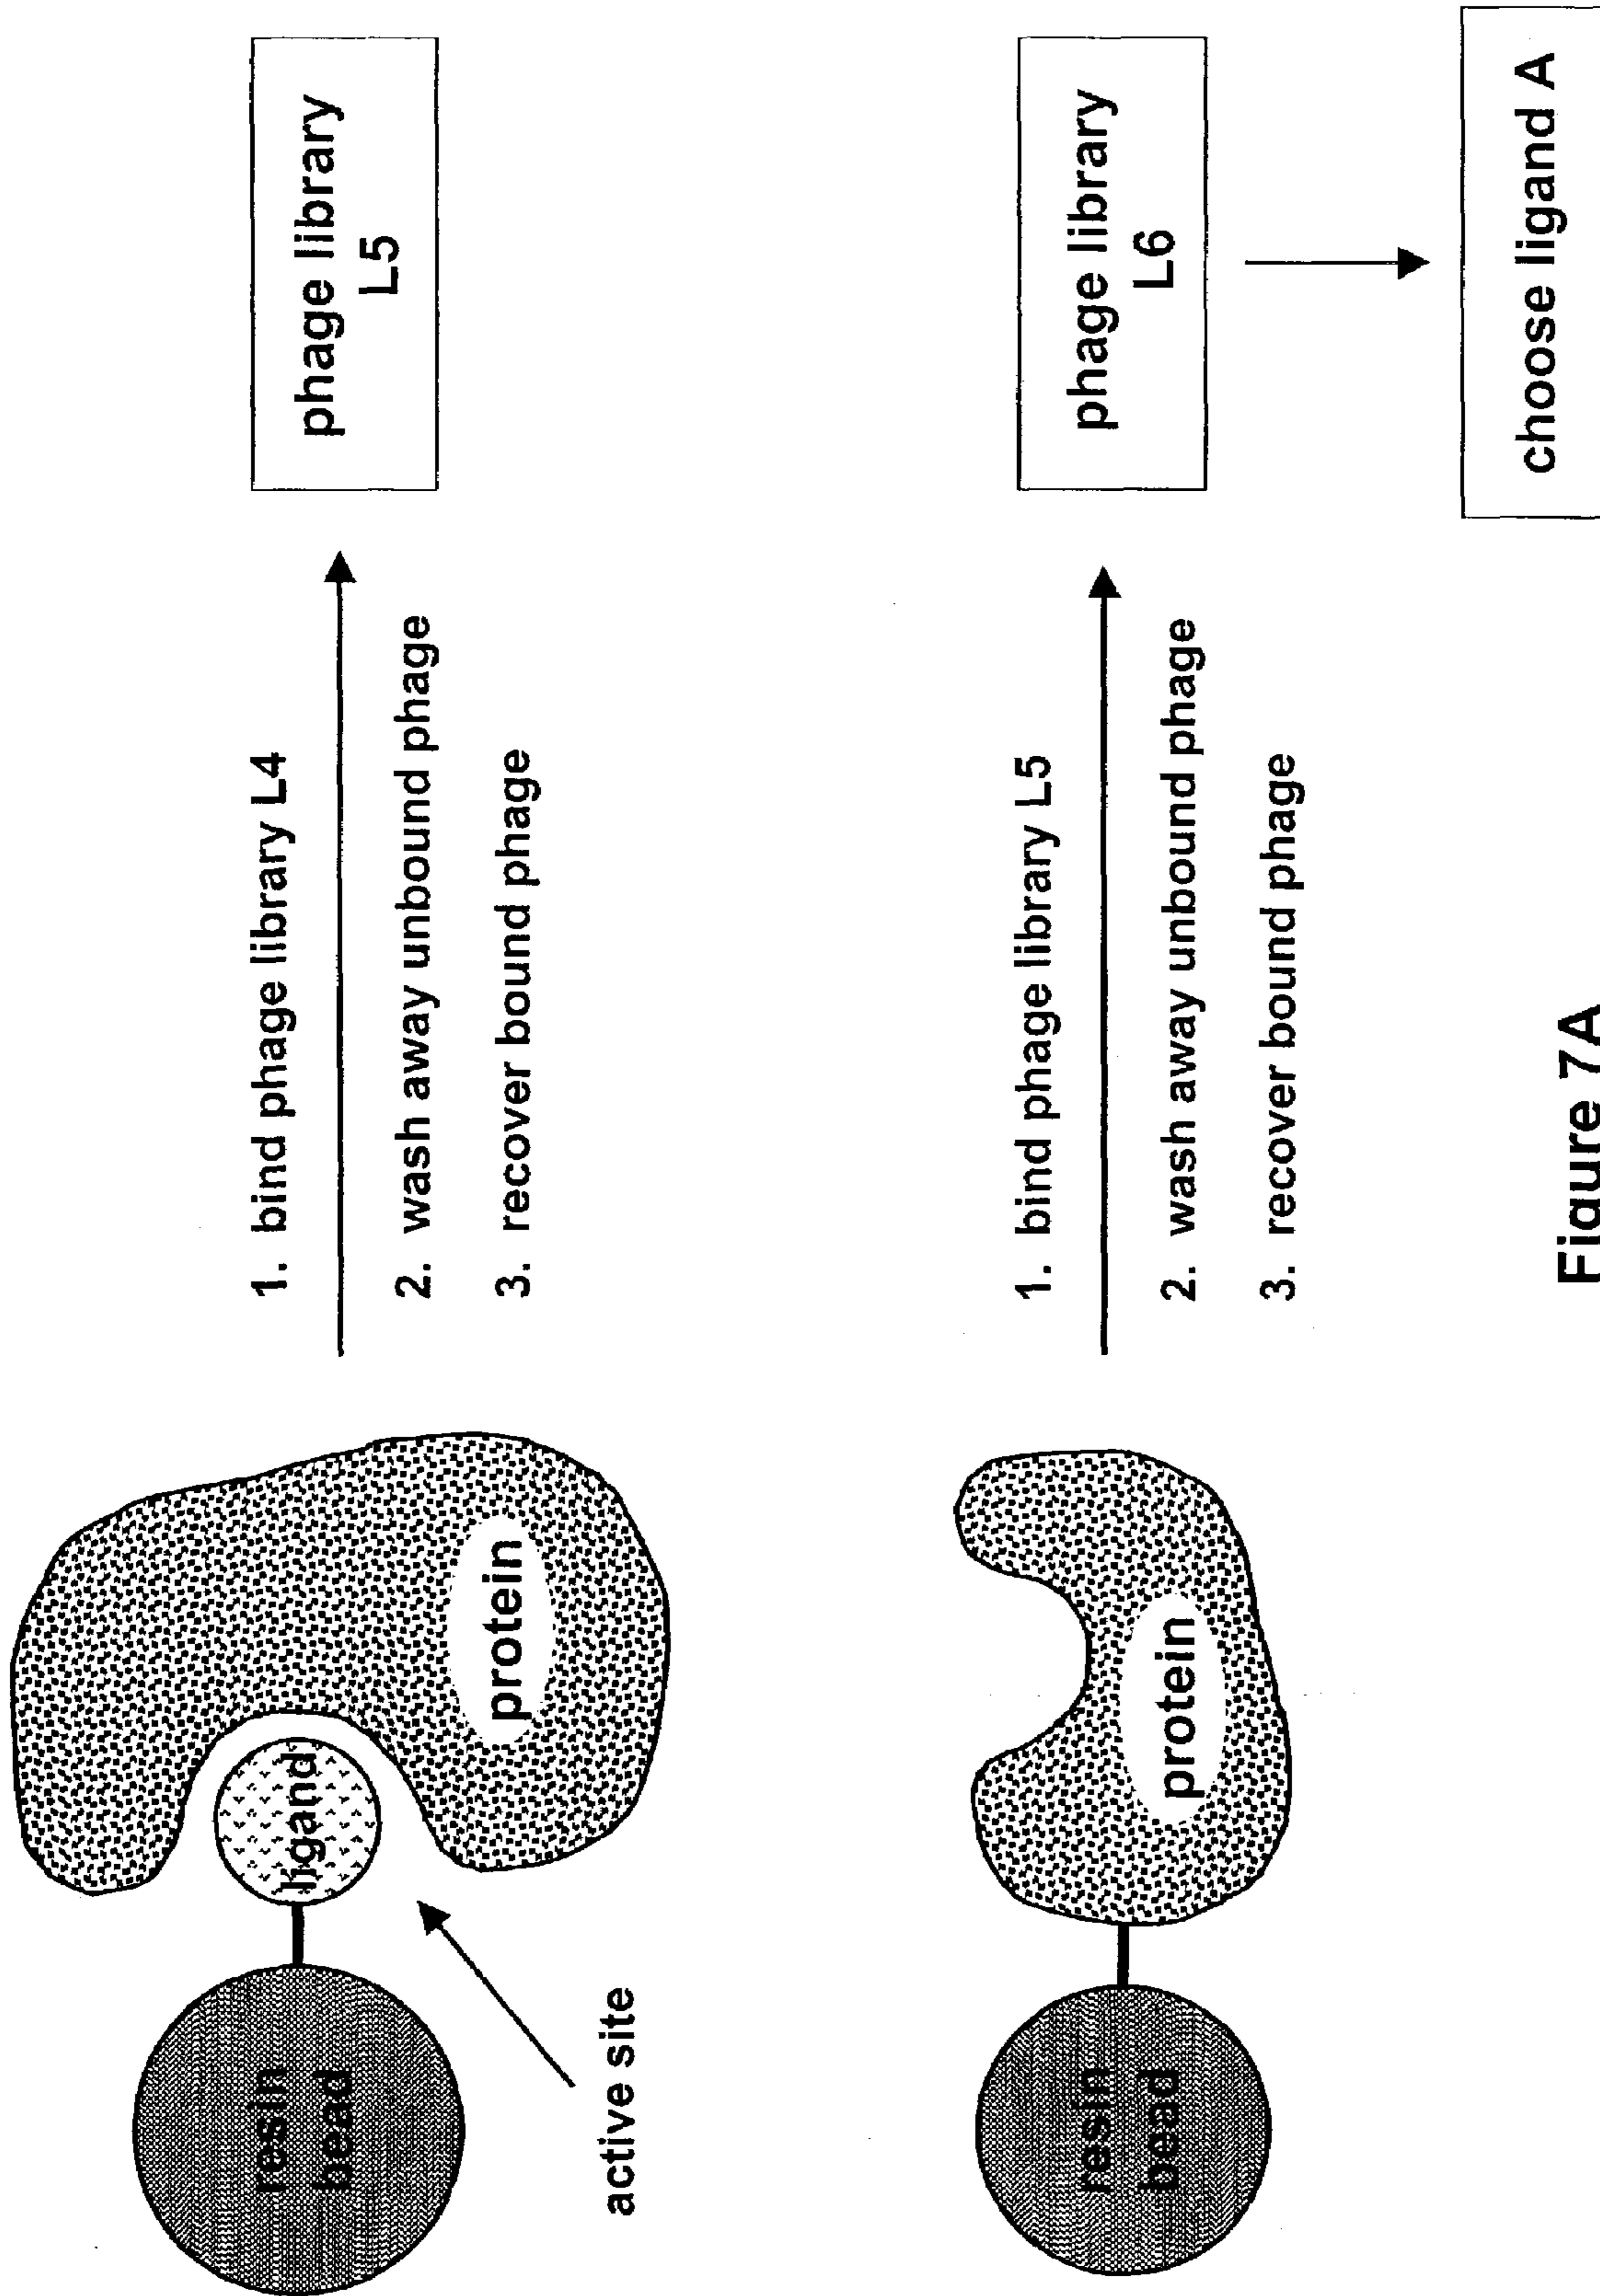 resin
bead
ligand
protein
active site
1. bind phage library L4
2. wash away unbound phage
3. recover bound phage
phage library
L5
resin
bead
protein
1. bind phage library L5
2. wash away unbound phage
3. recover bound phage
phage library
L6
choose ligand A
Figure 7A